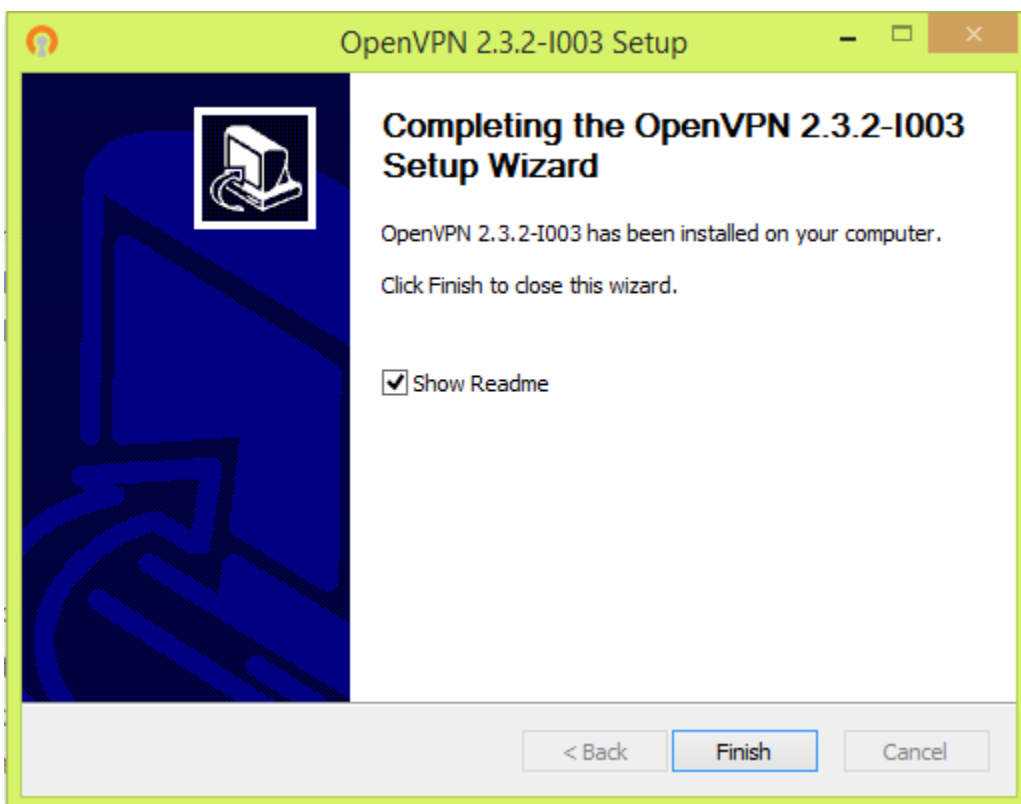 OpenVPN 2.3.2-I003 Setup
Completing the OpenVPN 2.3.2-I003
Setup Wizard
OpenVPN 2.3.2-I003 has been installed on your computer.
Click Finish to close this wizard.
Show Readme
< Back
Finish
Cancel